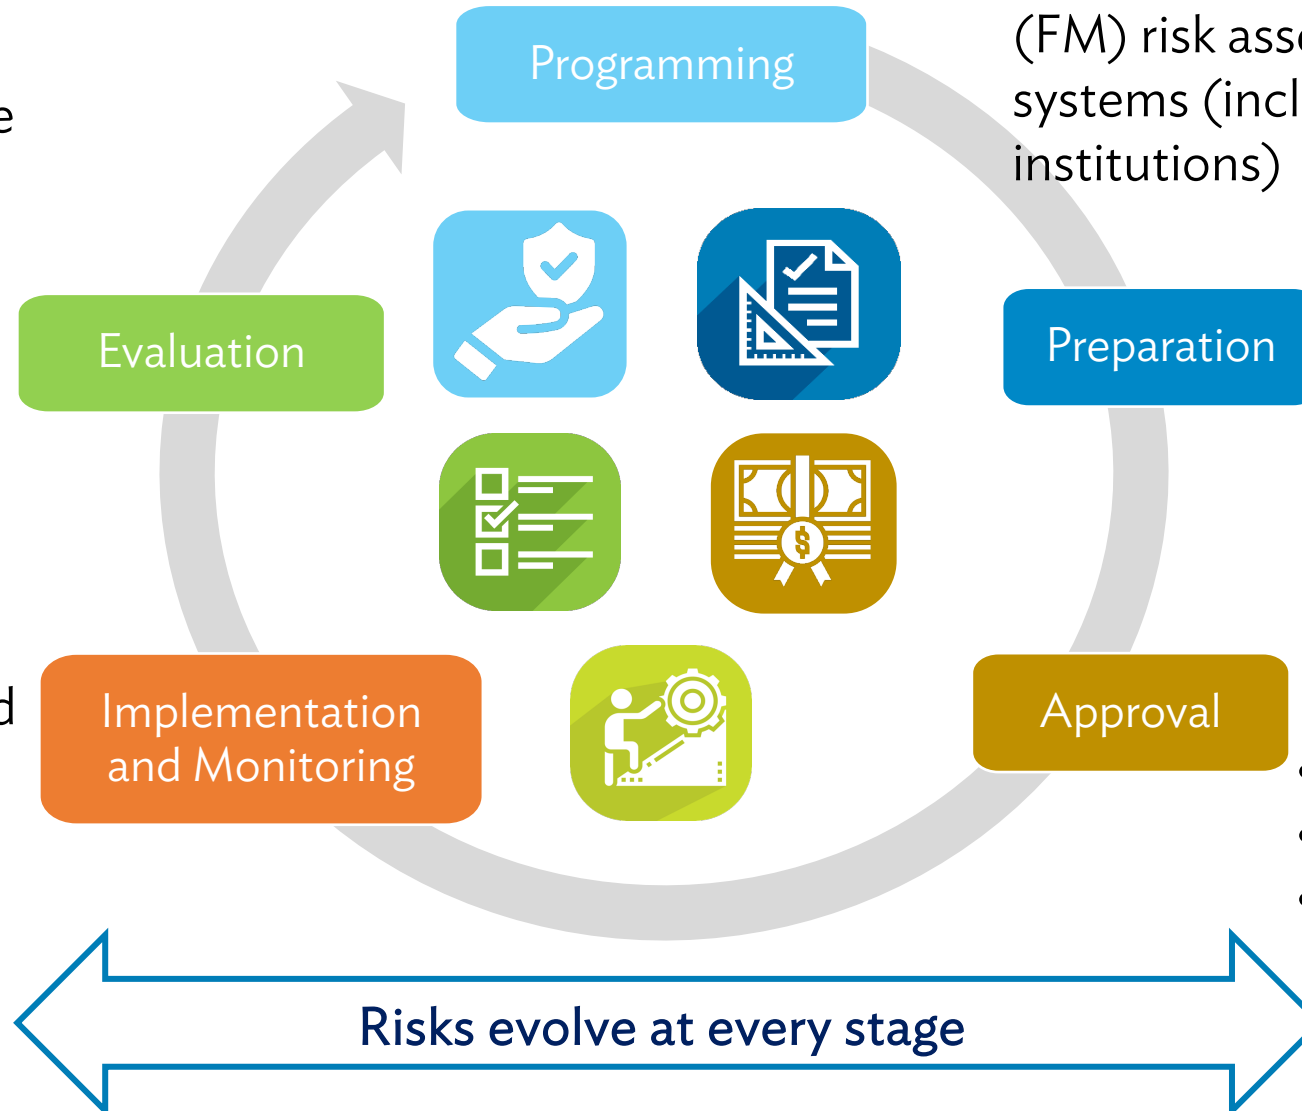 Programming
(FM) risk asse
systems (incl
institutions)
e
Evaluation
Preparation
d
Implementation
and Monitoring
Approval
•
•
•
$
Risks evolve at every stage